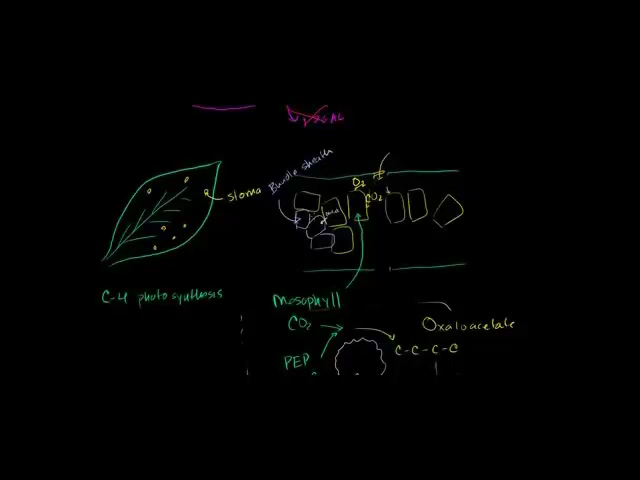 Bundle sheath
O₂
CO₂
stoma
C-4 photosynthesis
Mesophyll
CO₂
Oxaloacetate
C-C-C-C
PEP